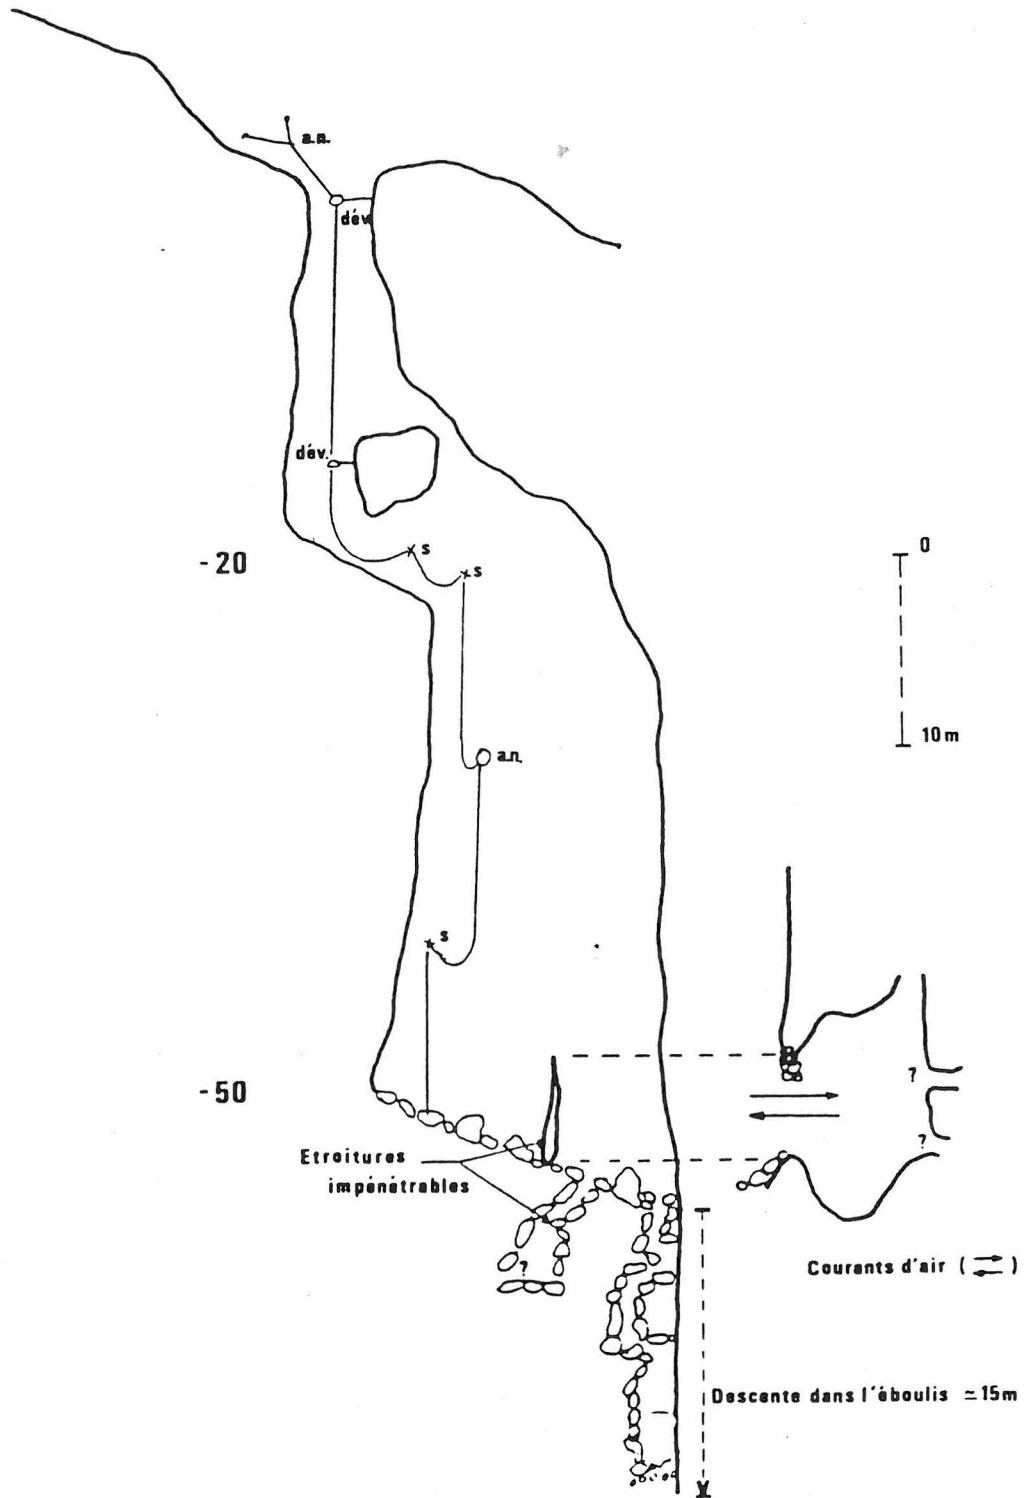 a.n.
dév.
dév.
s
-20
s
0
10m
a.n.
s
?
-50
?
Etroitures
impénétrables
?
Courants d'air ( )
Descente dans l'éboulis ≃15m